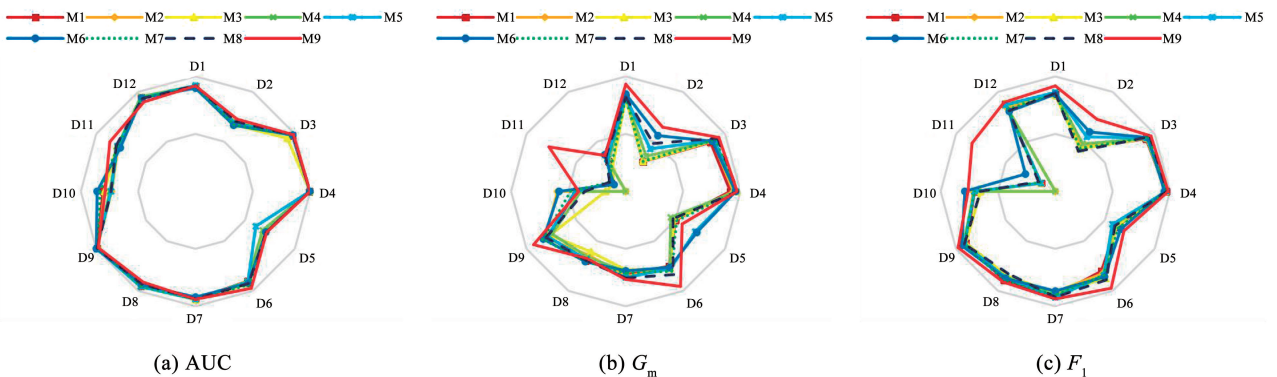 M1 M2 M3 M4 M5
M6 M7 M8 M9
D1
D2
D3
D4
D5
D6
D7
D8
D9
D10
D11
D12
(a) AUC
M1 M2 M3 M4 M5
M6 M7 M8 M9
D1
D2
D3
D4
D5
D6
D7
D8
D9
D10
D11
D12
(b) Gm
M1 M2 M3 M4 M5
M6 M7 M8 M9
D1
D2
D3
D4
D5
D6
D7
D8
D9
D10
D11
D12
(c) F1